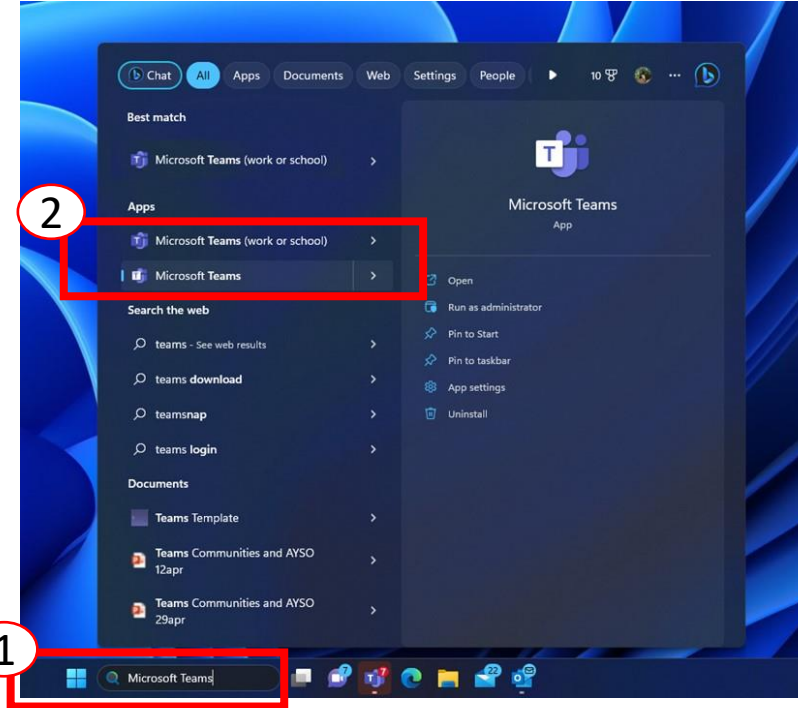 Chat All Apps Documents Web Settings People 10
Best match
Microsoft Teams (work or school)
Apps
2
Microsoft Teams (work or school)
Microsoft Teams
Search the web
teams - See web results
teams download
teamsnap
teams login
Documents
Teams Template
Teams Communities and AYSO
12apr
Teams Communities and AYSO
29apr
T
Microsoft Teams
App
Open
Run as administrator
Pin to Start
Pin to taskbar
App settings
Uninstall
1
Microsoft Teams
7
7
22